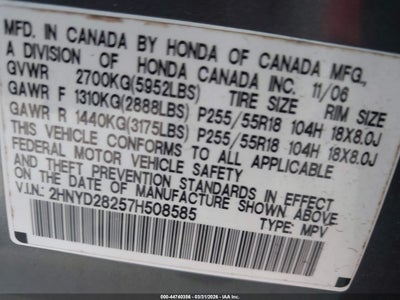 MFD. IN CANADA BY HONDA OF CANADA MFG.,
A DIVISION OF HONDA CANADA INC. 11/06
GVWR 2700KG(5952LBS) TIRE SIZE RIM SIZE
GAWR F 1310KG(2888LBS) P255/55R18 104H 18X8.0J
GAWR R 1440KG(3175LBS) P255/55R18 104H 18X8.0J
THIS VEHICLE CONFORMS TO ALL APPLICABLE
FEDERAL MOTOR VEHICLE SAFETY
AND THEFT PREVENTION STANDARDS IN EFFECT
ON THE DATE OF MANUFACTURE SHOWN ABOVE.
V.I.N.: 2HNYD28257H508585 TYPE: MPV
000-44740356 - (03/31/2026) - IAA